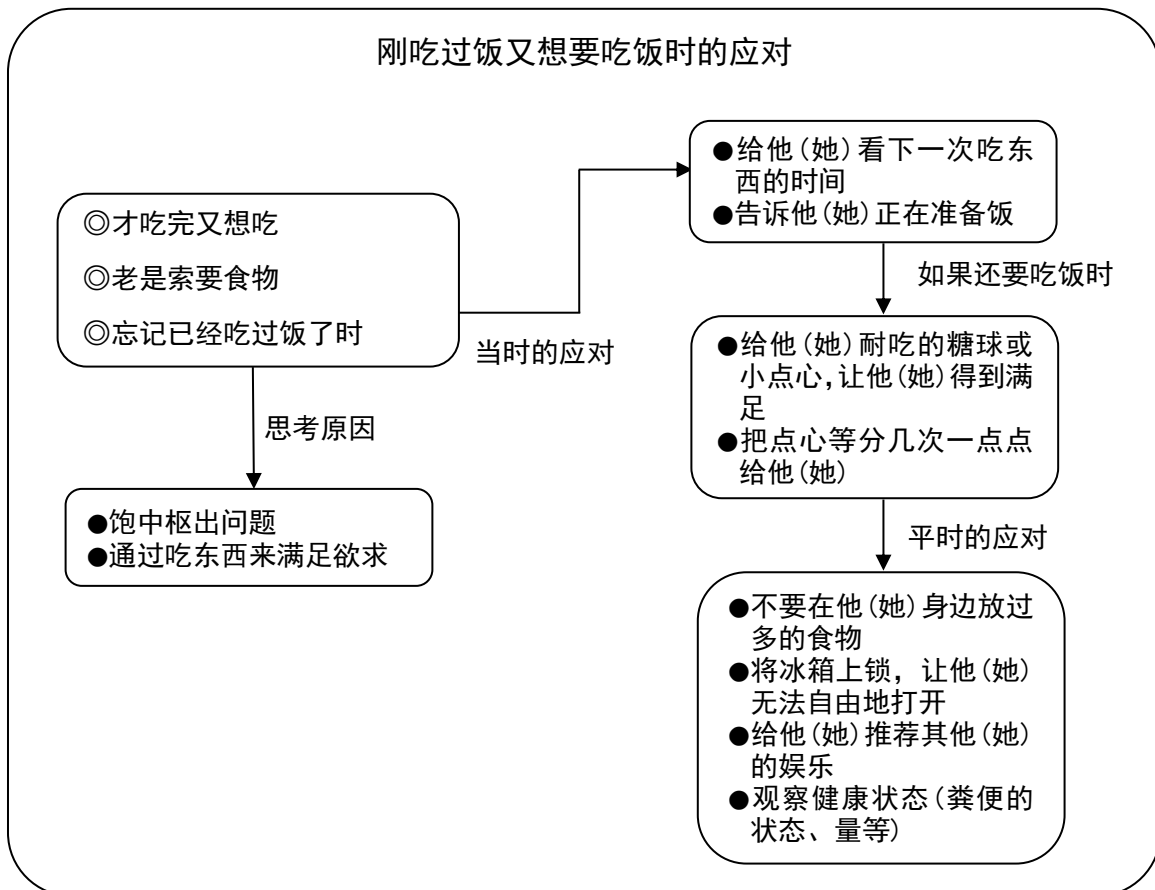 刚吃过饭又想要吃饭时的应对
◎才吃完又想吃
◎老是索要食物
◎忘记已经吃过饭了时
当时的应对
思考原因
●饱中枢出问题
●通过吃东西来满足欲求
●给他(她)看下一次吃东
西的时间
●告诉他(她)正在准备饭
如果还要吃饭时
●给他(她)耐吃的糖球或
小点心,让他(她)得到满
足
●把点心等分几次一点点
给他(她)
平时的应对
●不要在他(她)身边放过
多的食物
●将冰箱上锁，让他(她)
无法自由地打开
●给他(她)推荐其他(她)
的娱乐
●观察健康状态(粪便的
状态、量等)